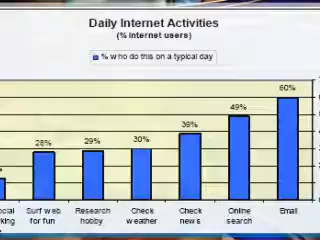 Daily Internet Activities
(% internet users)
% who do this on a typical day
60%
49%
39%
30%
29%
28%
Surf web for fun
Research hobby
Check weather
Check news
Online search
Email